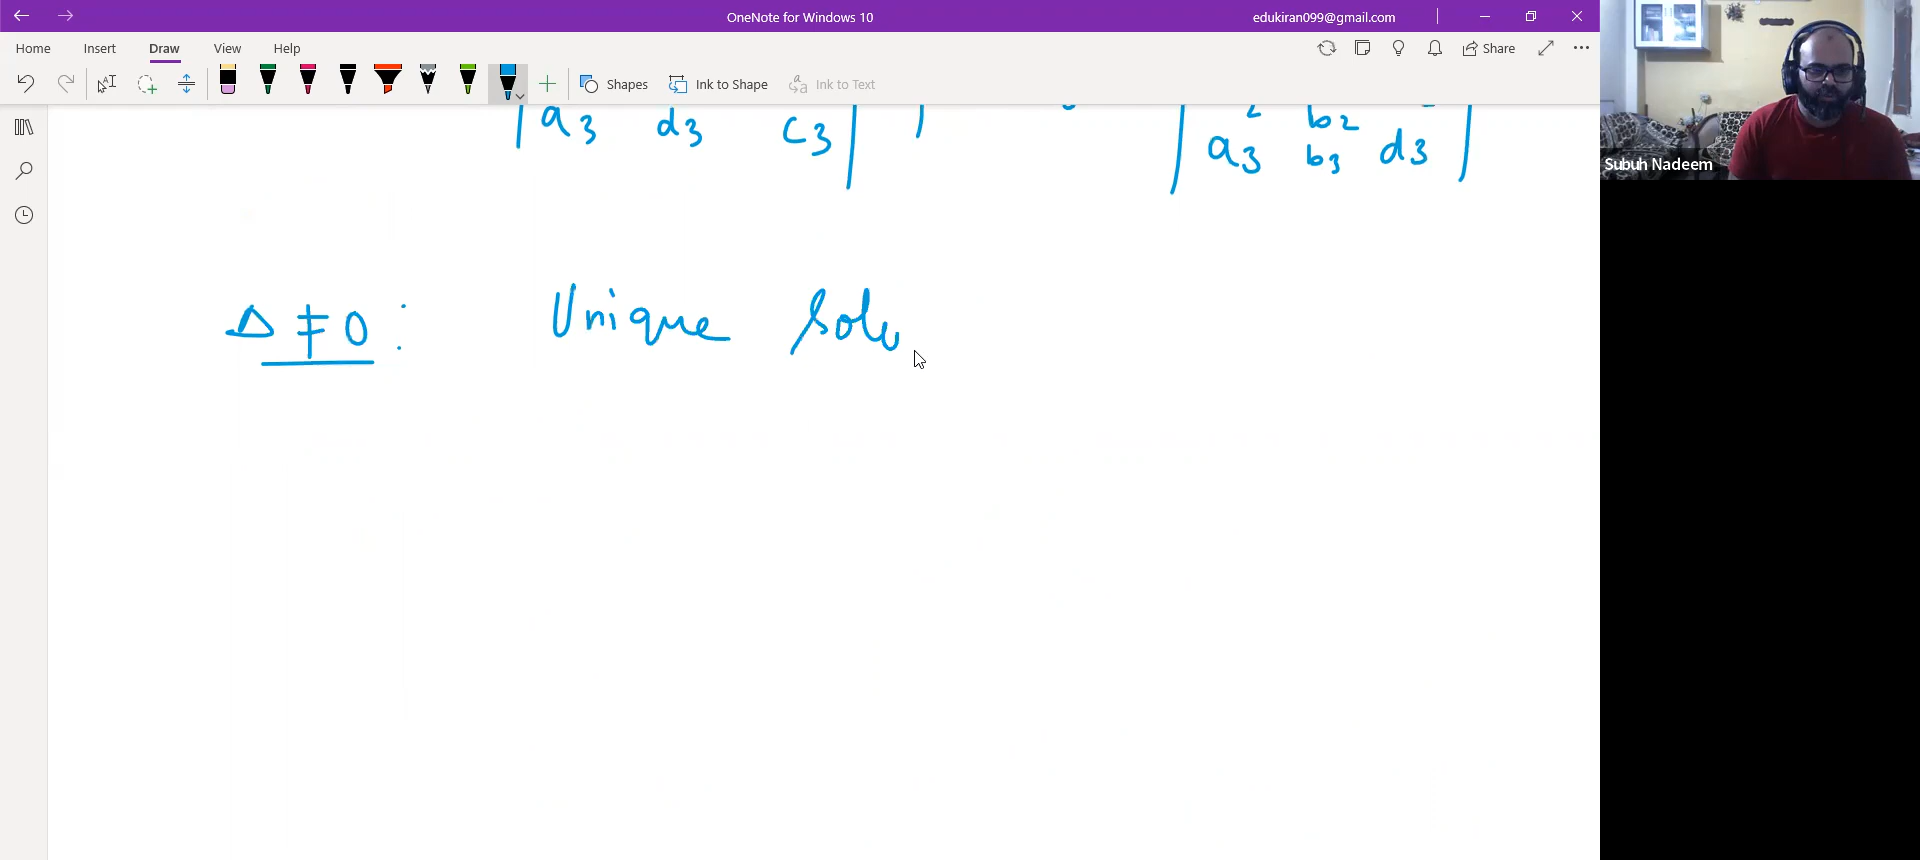 OneNote for Windows 10
edukiran099@gmail.com
Home Insert Draw View Help
Share
Shapes Ink to Shape Ink to Text
a3 d3 c3
b2
a3 b3 d3
Δ ≠ 0 : Unique Solu
Subuh Nadeem